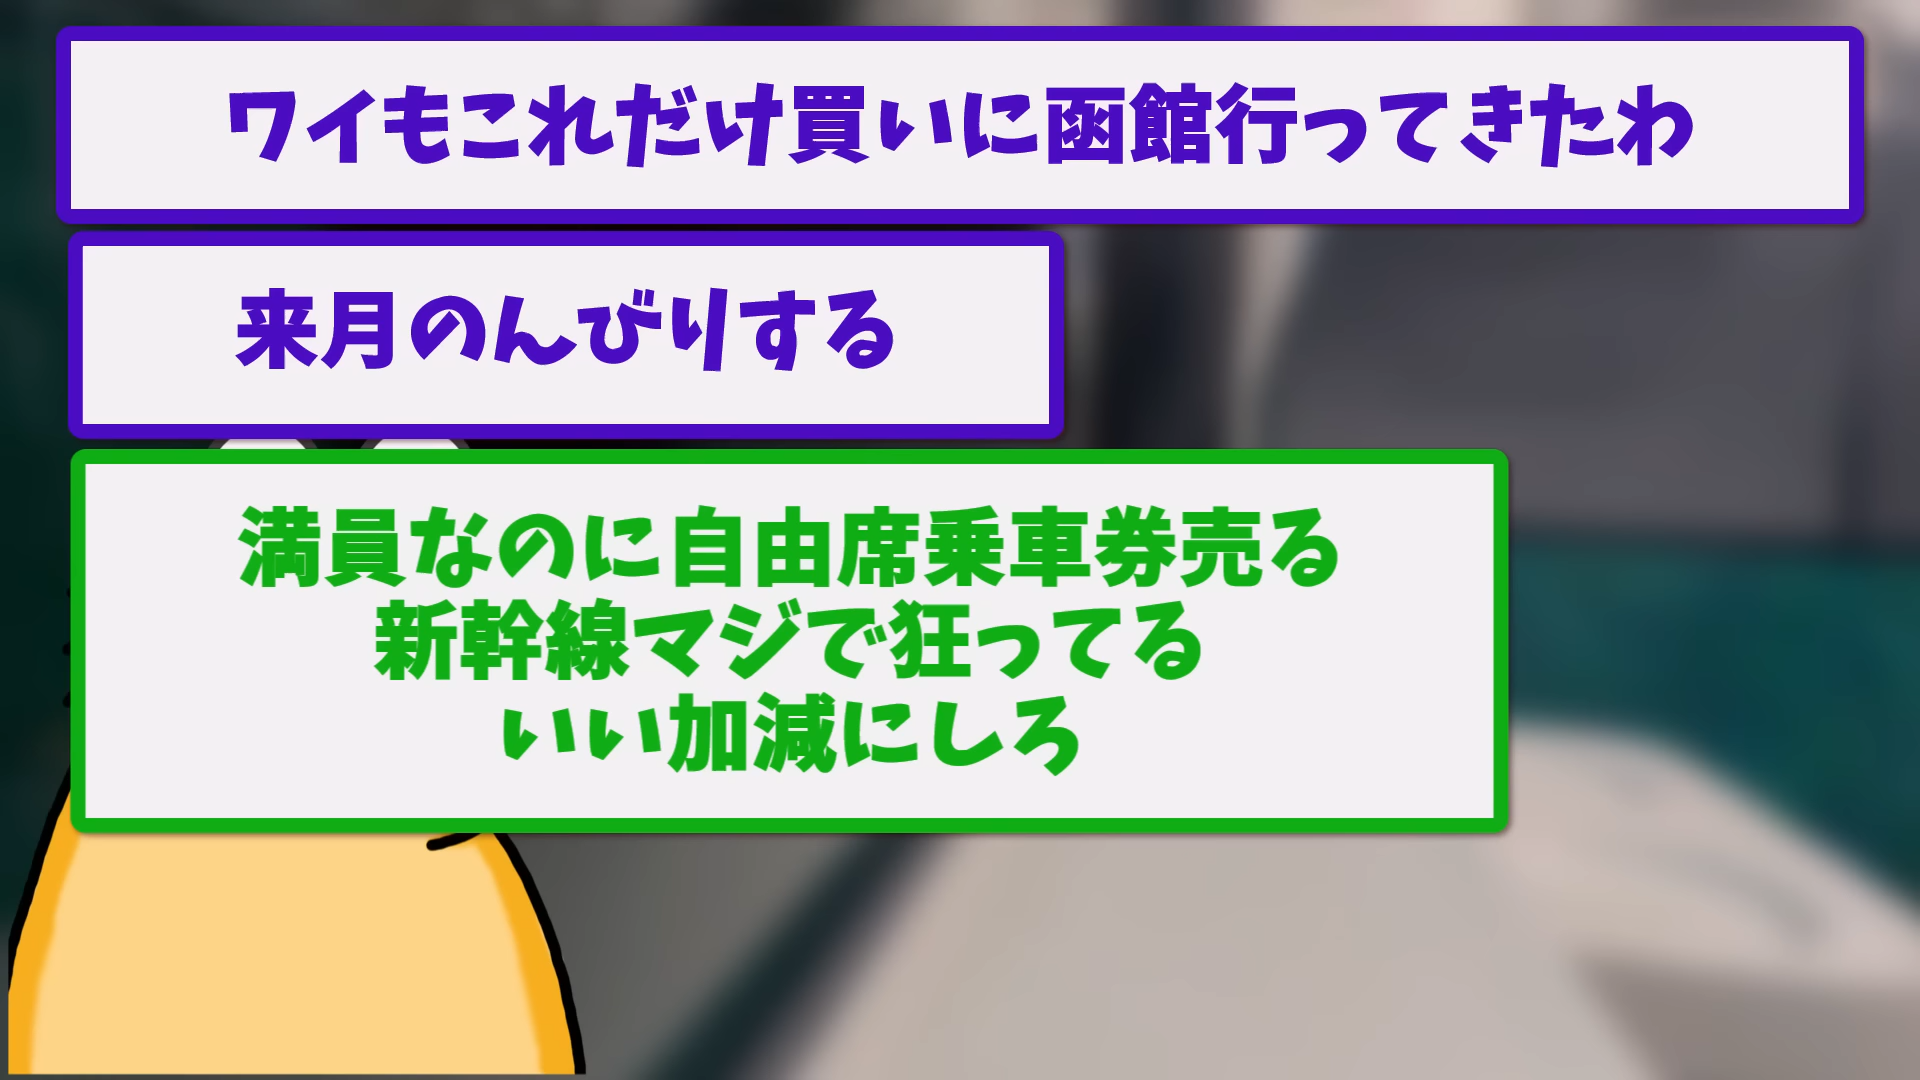 ワイもこれだけ買いに函館行ってきたわ
来月のんびりする
満員なのに自由席乗車券売る
新幹線マジで狂ってる
いい加減にしろ